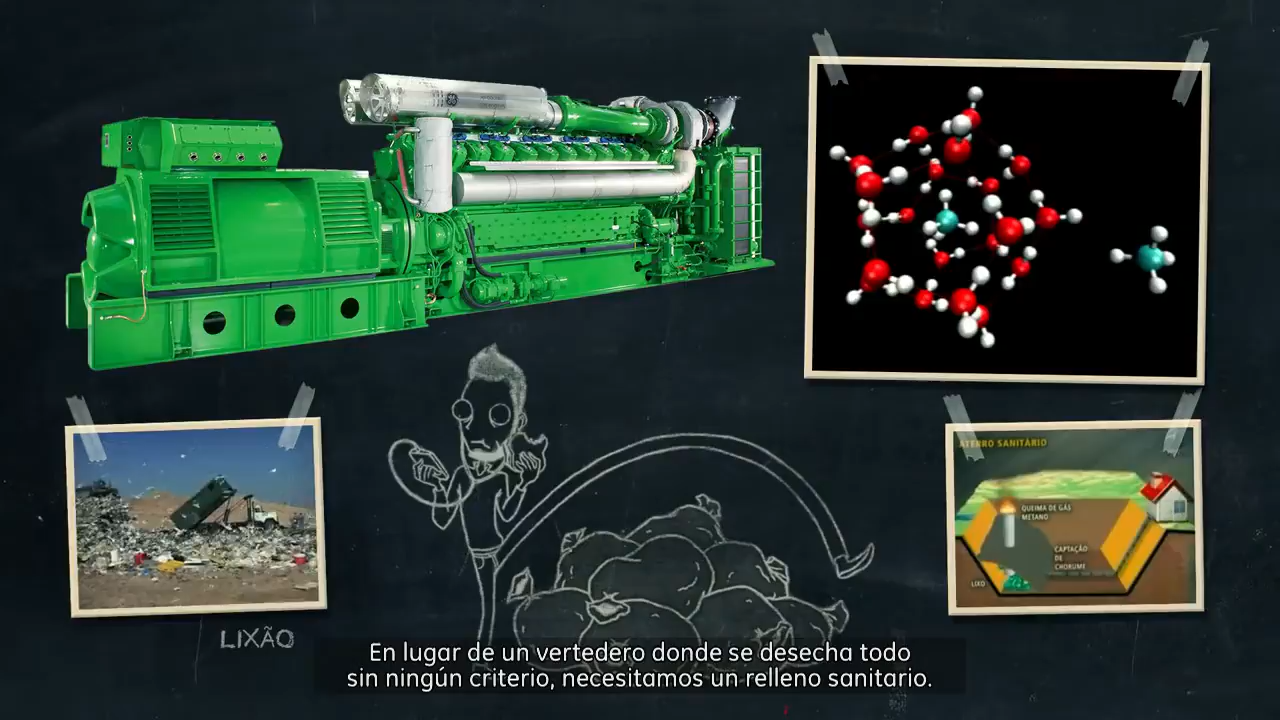 ATERRO SANITÁRIO
QUEIMA DE GÁS
METANO
CAPTAÇÃO
DE
CHORUME
LIXO
LIXÃO
En lugar de un vertedero donde se desecha todo
sin ningún criterio, necesitamos un relleno sanitario.